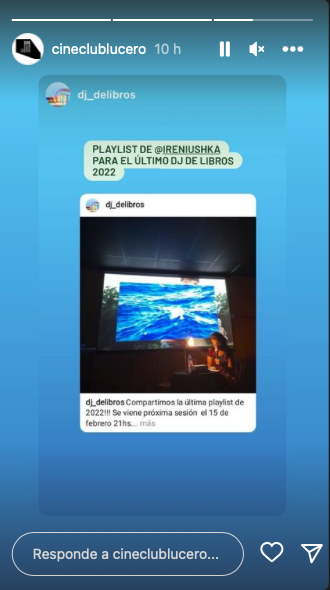 cineclublucero 10 h
dj_delibros
PLAYLIST DE @IRENIUSHKA
PARA EL ÚLTIMO DJ DE LIBROS
2022
dj_delibros
dj_delibros Compartimos la última playlist de
2022!!! Se viene próxima sesión el 15 de
febrero 21hs... más
Responde a cineclublucero...